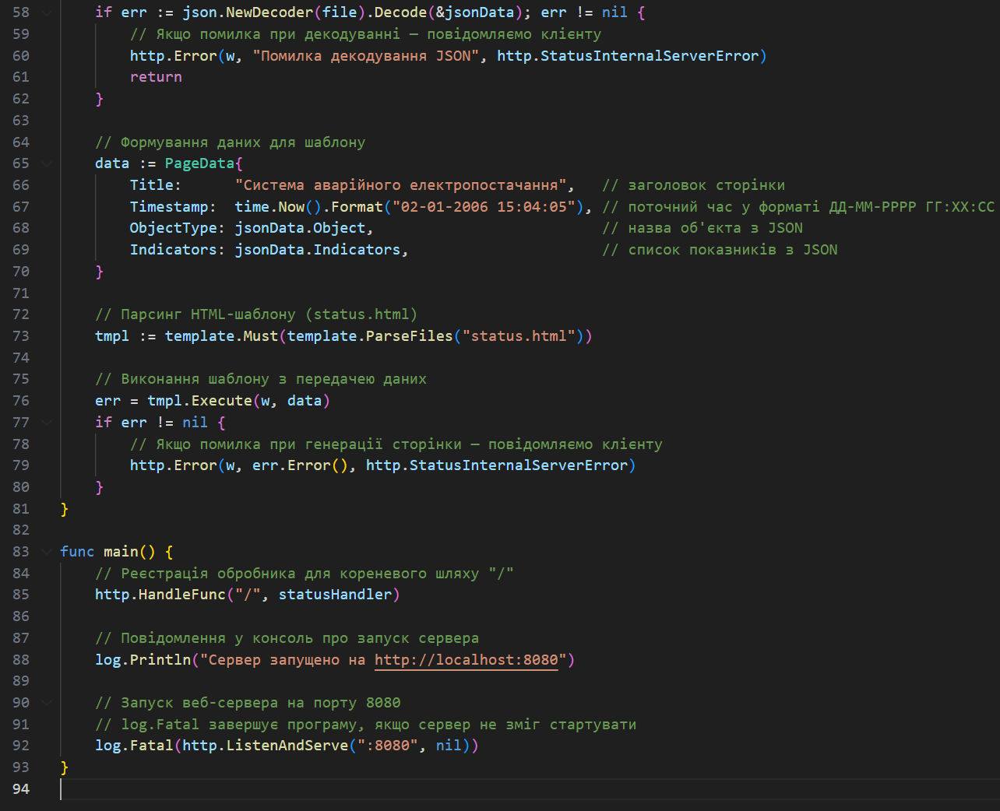 58 if err := json.NewDecoder(file).Decode(&jsonData); err != nil {
59 // Якщо помилка при декодуванні — повідомляємо клієнту
60 http.Error(w, "Помилка декодування JSON", http.StatusInternalServerError)
61 return
62 }
63
64 // Формування даних для шаблону
65 data := PageData{
66 Title: "Система аварійного електропостачання", // заголовок сторінки
67 Timestamp: time.Now().Format("02-01-2006 15:04:05"), // поточний час у форматі ДД-ММ-РРРР ГГ:ХХ:СС
68 ObjectType: jsonData.Object, // назва об'єкта з JSON
69 Indicators: jsonData.Indicators, // список показників з JSON
70 }
71
72 // Парсинг HTML-шаблону (status.html)
73 tmpl := template.Must(template.ParseFiles("status.html"))
74
75 // Виконання шаблону з передачею даних
76 err = tmpl.Execute(w, data)
77 if err != nil {
78 // Якщо помилка при генерації сторінки — повідомляємо клієнту
79 http.Error(w, err.Error(), http.StatusInternalServerError)
80 }
81 }
82
83 func main() {
84 // Реєстрація обробника для кореневого шляху "/"
85 http.HandleFunc("/", statusHandler)
86
87 // Повідомлення у консоль про запуск сервера
88 log.Println("Сервер запущено на http://localhost:8080")
89
90 // Запуск веб-сервера на порту 8080
91 // log.Fatal завершує програму, якщо сервер не зміг стартувати
92 log.Fatal(http.ListenAndServe(":8080", nil))
93 }
94